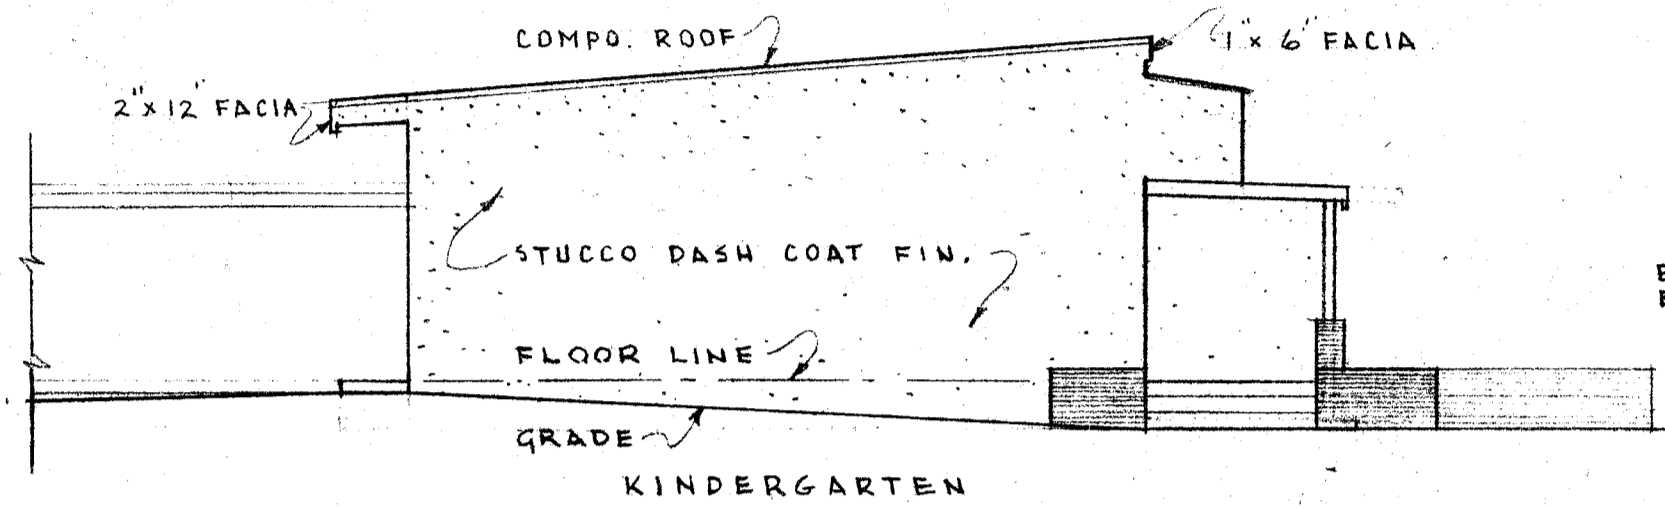 COMPO. ROOF
1" x 6" FACIA
2" x 12" FACIA
STUCCO DASH COAT FIN.
FLOOR LINE
GRADE
KINDERGARTEN